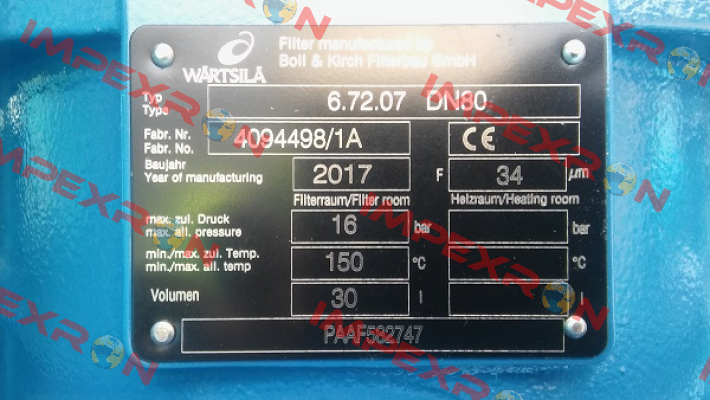 WÄRTSILÄ
Filter manufactured by
Boll & Kirch Filterbau GmbH
Typ
Type
6.72.07 DN80
Fabr. Nr.
Fabr. No.
4094498/1A
CE
Baujahr
Year of manufacturing
2017
F 34 µm
Filterraum/Filter room
Heizraum/Heating room
max. zul. Druck
max. all. pressure
16 bar
bar
min./max. zul. Temp.
min./max. all. temp
150 °C
°C
Volumen
30 l
l
PAAF582747
IMPEXRON